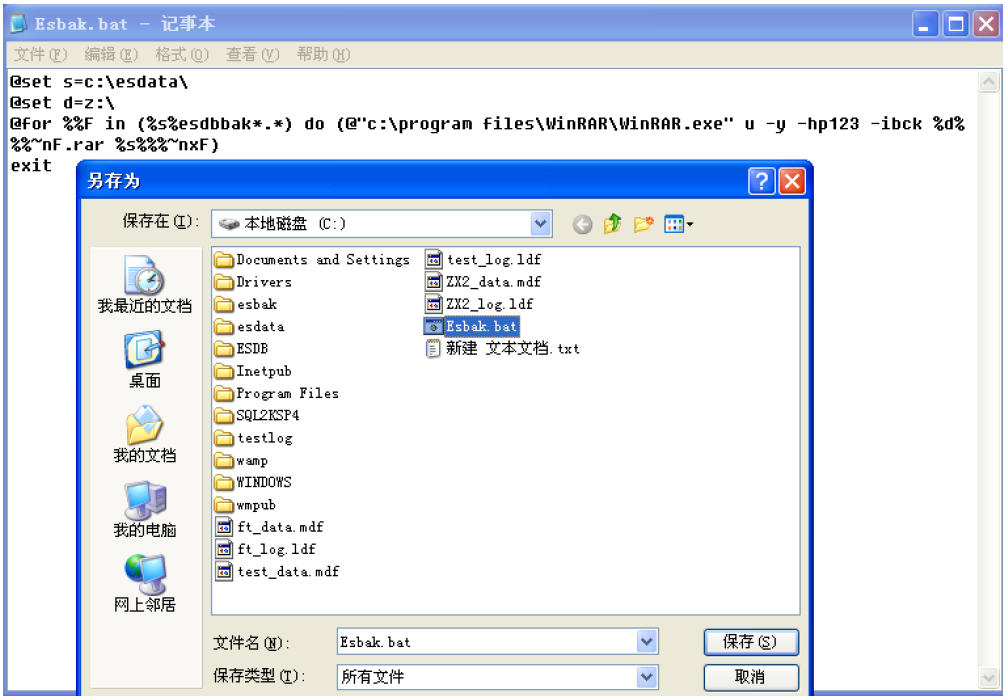 Esbak.bat - 记事本
文件(F) 编辑(E) 格式(O) 查看(V) 帮助(H)
@set s=c:\esdata\
@set d=z:\
@for %%F in (%s%esdbbak*.*) do (@"c:\program files\WinRAR\WinRAR.exe" u -y -hp123 -ibck %d%
%%~nF.rar %s%%%~nxF)
exit
另存为
保存在(I):
本地磁盘 (C:)
我最近的文档
桌面
我的文档
我的电脑
网上邻居
Documents and Settings
Drivers
esbak
esdata
ESDB
Inetpub
Program Files
SQL2KSP4
testlog
wamp
WINDOWS
wmpub
ft_data.mdf
ft_log.ldf
test_data.mdf
test_log.ldf
ZX2_data.mdf
ZX2_log.ldf
Esbak.bat
新建 文本文档.txt
文件名(N):
Esbak.bat
保存(S)
保存类型(T):
所有文件
取消